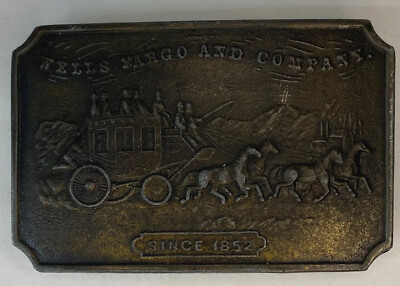 WELLS FARGO AND COMPANY.
SINCE 1852